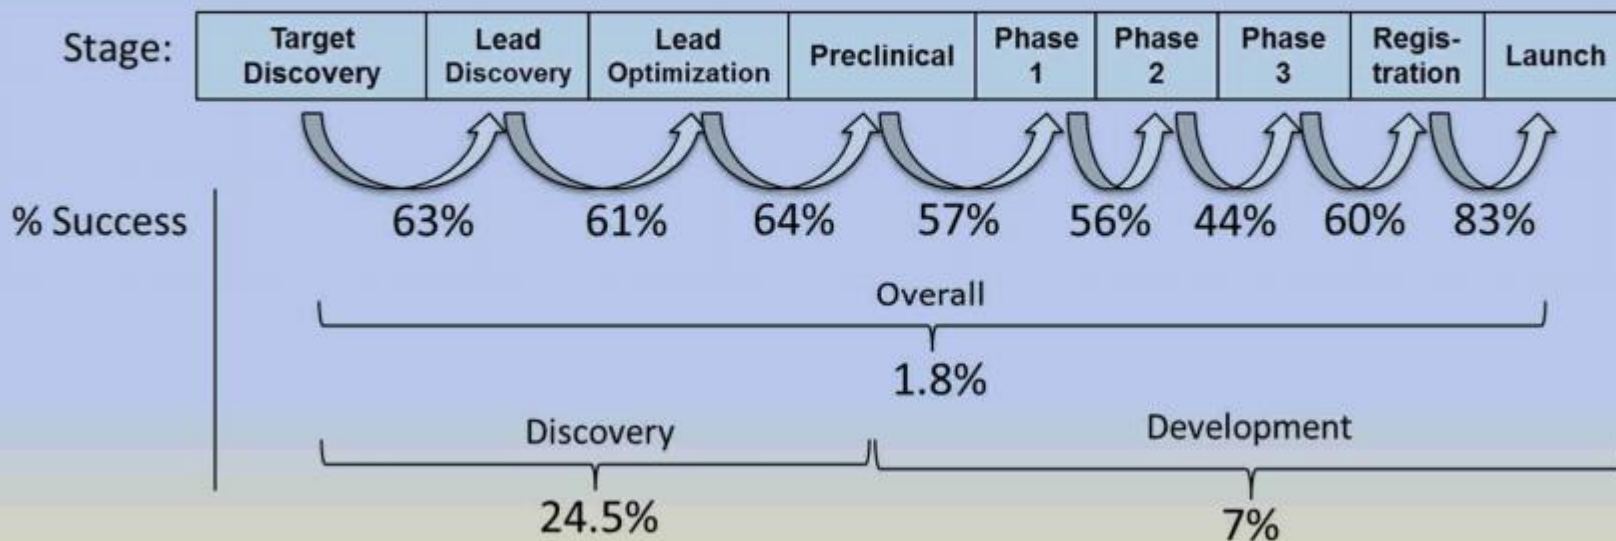 Stage:
Target Discovery
Lead Discovery
Lead Optimization
Preclinical
Phase 1
Phase 2
Phase 3
Regis-
tration
Launch
% Success
63% 61% 64% 57% 56% 44% 60% 83%
Overall
1.8%
Discovery
24.5%
Development
7%